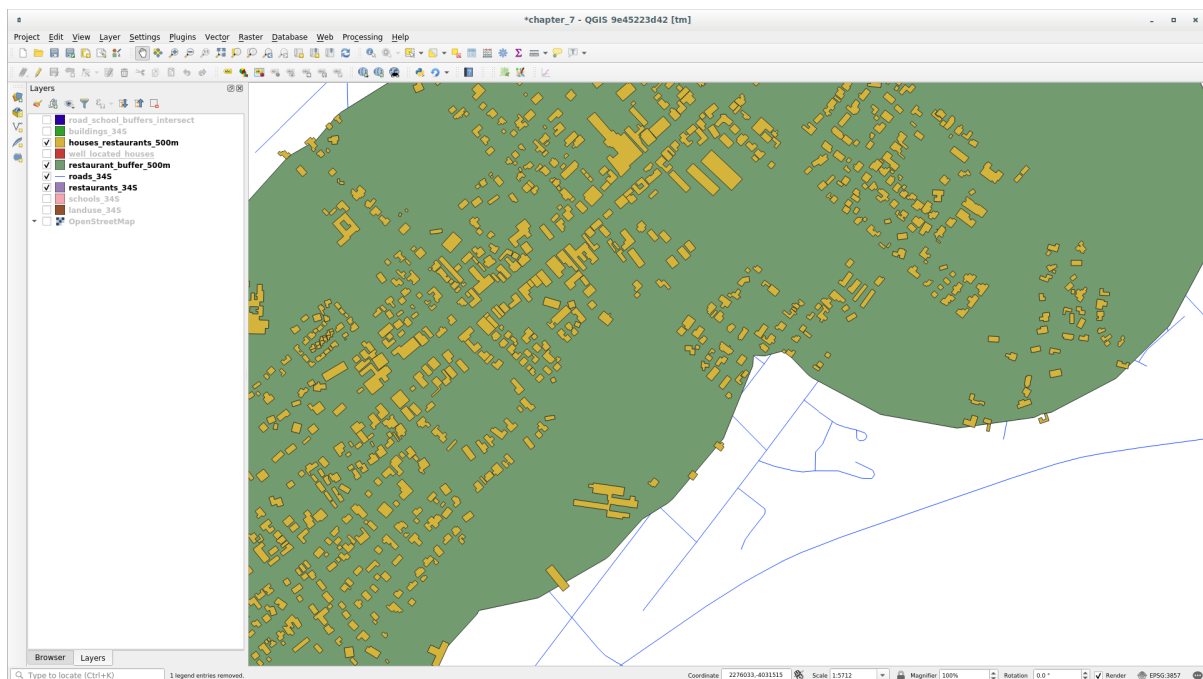 *chapter_7 - QGIS 9e45223d42 [tm]
Project Edit View Layer Settings Plugins Vector Raster Database Web Processing Help
Layers
road_school_buffers_intersect
buildings_34S
houses_restaurants_500m
well_located_houses
restaurant_buffer_500m
roads_34S
restaurants_34S
schools_34S
landuse_34S
OpenStreetMap
Browser Layers
Type to locate (Ctrl+K) 1 legend entries removed. Coordinate 2276033,-4031515 Scale 1:5712 Magnifier 100% Rotation 0.0 ° Render EPSG:3857